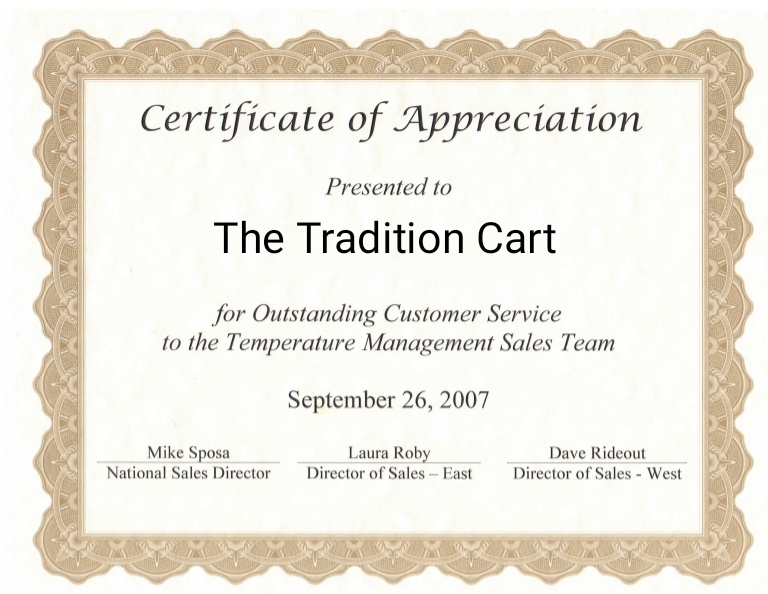 Certificate of Appreciation
Presented to
The Tradition Cart
for Outstanding Customer Service
to the Temperature Management Sales Team
September 26, 2007
Mike Sposa
National Sales Director
Laura Roby
Director of Sales – East
Dave Rideout
Director of Sales - West